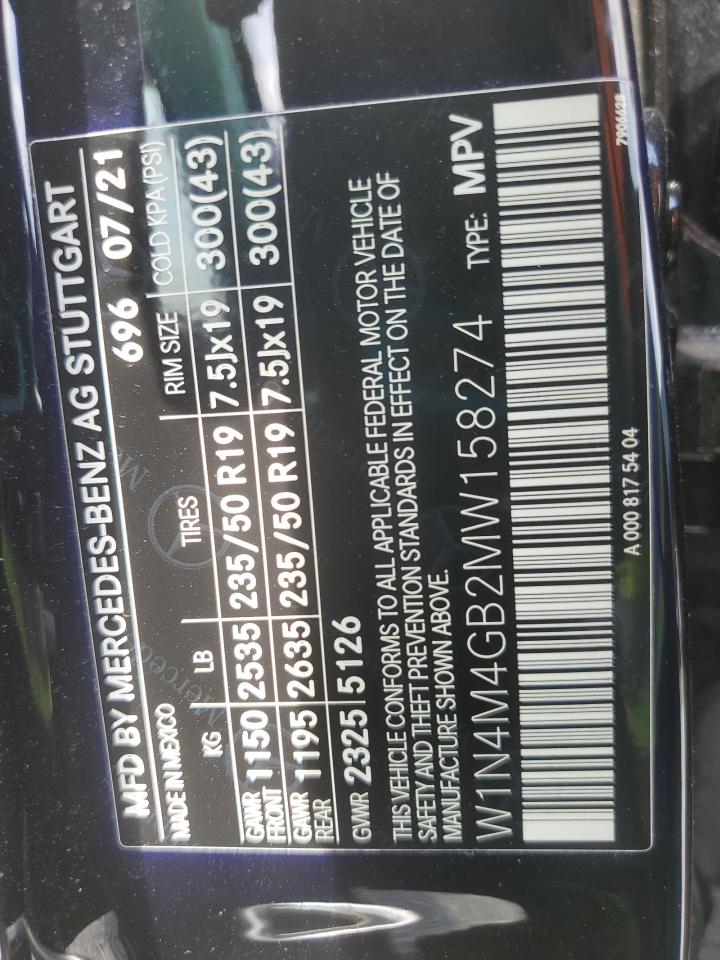 MFD BY MERCEDES-BENZ AG STUTTGART
MADE IN MEXICO 696 07/21
KG LB TIRES RIM SIZE COLD KPA(PSI)
GAWR FRONT 1150 2535 235/50 R19 7.5Jx19 300(43)
GAWR REAR 1195 2635 235/50 R19 7.5Jx19 300(43)
GVWR 2325 5126
THIS VEHICLE CONFORMS TO ALL APPLICABLE FEDERAL MOTOR VEHICLE
SAFETY AND THEFT PREVENTION STANDARDS IN EFFECT ON THE DATE OF
MANUFACTURE SHOWN ABOVE.
W1N4M4GB2MW158274 TYPE: MPV
A 000 817 54 04
7904628